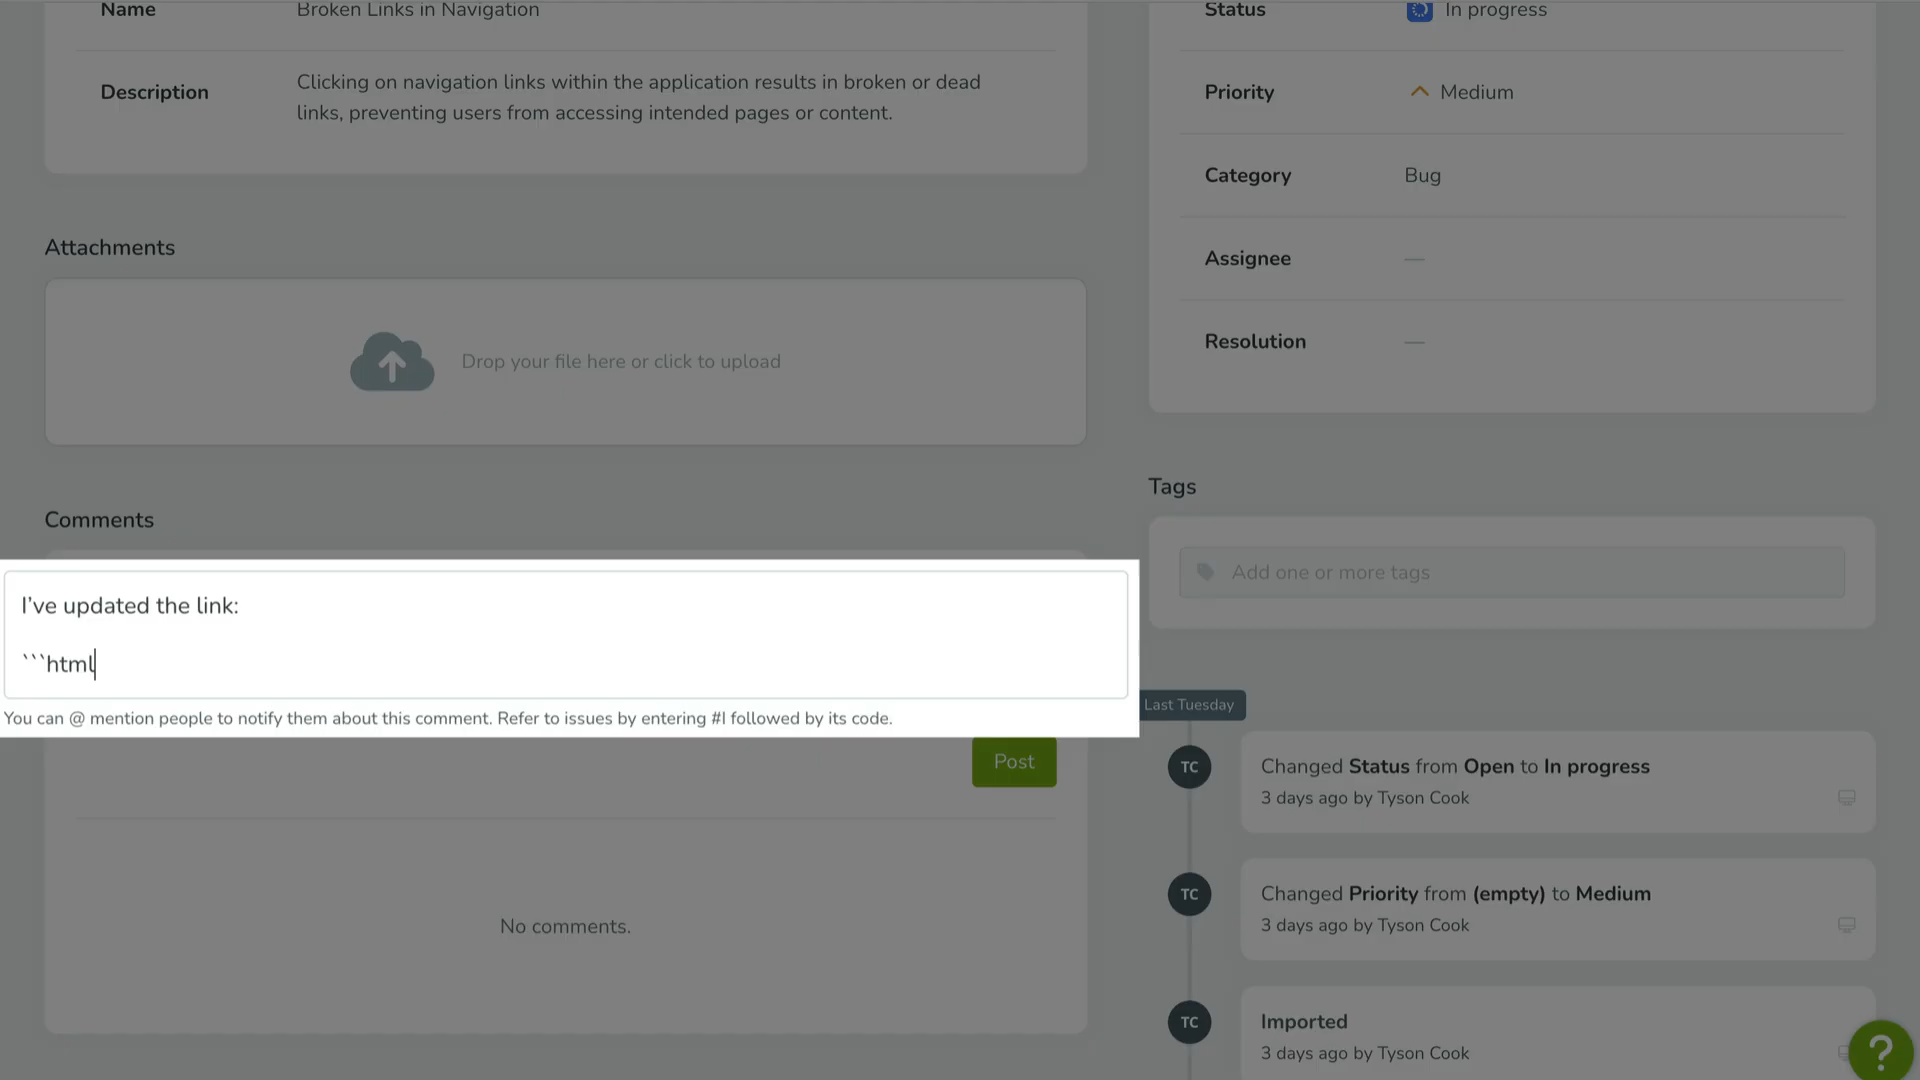 Name
Broken Links in Navigation
Description
Clicking on navigation links within the application results in broken or dead
links, preventing users from accessing intended pages or content.
Attachments
Drop your file here or click to upload
Comments
I've updated the link:
```html
You can @ mention people to notify them about this comment. Refer to issues by entering #I followed by its code.
Post
No comments.
Status
In progress
Priority
Medium
Category
Bug
Assignee
—
Resolution
—
Tags
Add one or more tags
Last Tuesday
TC
Changed Status from Open to In progress
3 days ago by Tyson Cook
TC
Changed Priority from (empty) to Medium
3 days ago by Tyson Cook
TC
Imported
3 days ago by Tyson Cook
?